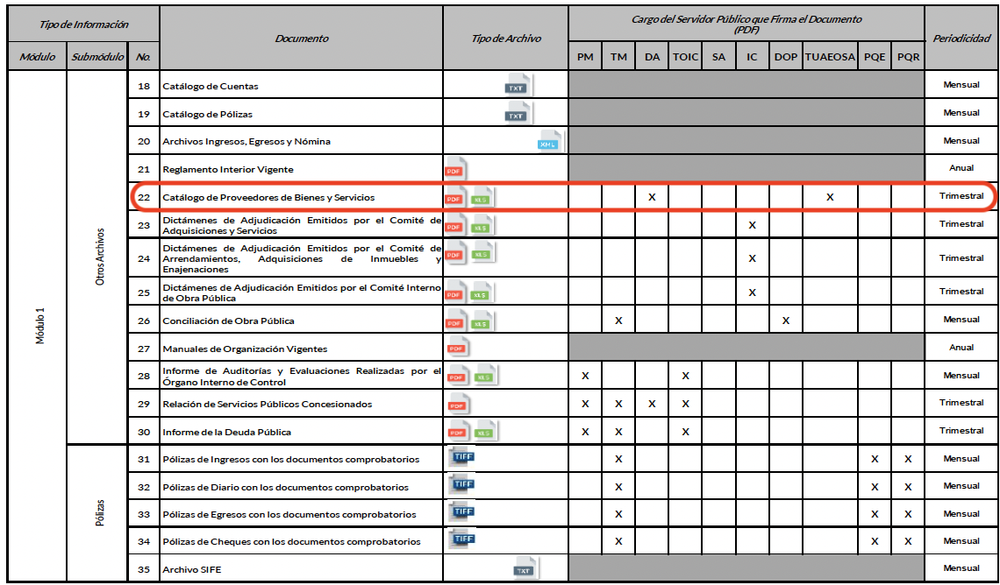 Tipo de Información
Documento
Tipo de Archivo
Cargo del Servidor Público que Firma el Documento
(PDF)
Periodicidad
Módulo Submódulo No.
PM TM DA TOIC SA IC DOP TUAEOSA PQE PQR
Módulo 1
Otros Archivos
18 Catálogo de Cuentas TXT Mensual
19 Catálogo de Pólizas TXT Mensual
20 Archivos Ingresos, Egresos y Nómina XML Mensual
21 Reglamento Interior Vigente PDF Anual
22 Catálogo de Proveedores de Bienes y Servicios PDF XLS X X Trimestral
23 Dictámenes de Adjudicación Emitidos por el Comité de
Adquisiciones y Servicios PDF XLS X Trimestral
24 Dictámenes de Adjudicación Emitidos por el Comité de
Arrendamientos, Adquisiciones de Inmuebles y
Enajenaciones PDF XLS X Trimestral
25 Dictámenes de Adjudicación Emitidos por el Comité Interno
de Obra Pública PDF XLS X Trimestral
26 Conciliación de Obra Pública PDF XLS X X Mensual
27 Manuales de Organización Vigentes PDF Anual
28 Informe de Auditorías y Evaluaciones Realizadas por el
Órgano Interno de Control PDF XLS X X Mensual
29 Relación de Servicios Públicos Concesionados PDF X X X X Trimestral
30 Informe de la Deuda Pública PDF XLS X X X Trimestral
Pólizas
31 Pólizas de Ingresos con los documentos comprobatorios TIFF X X X Mensual
32 Pólizas de Diario con los documentos comprobatorios TIFF X X X Mensual
33 Pólizas de Egresos con los documentos comprobatorios TIFF X X X Mensual
34 Pólizas de Cheques con los documentos comprobatorios TIFF X X X Mensual
35 Archivo SIFE TXT Mensual